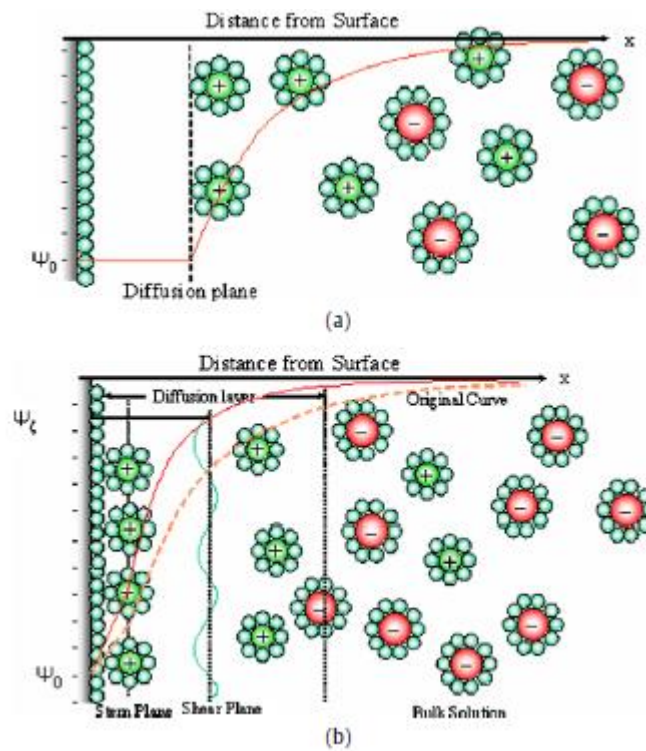 Distance from Surface
x
Ψ0
Diffusion plane
(a)
Distance from Surface
x
Diffusion layer
Original Curve
Ψζ
Ψ0
Stern Plane
Shear Plane
Bulk Solution
(b)